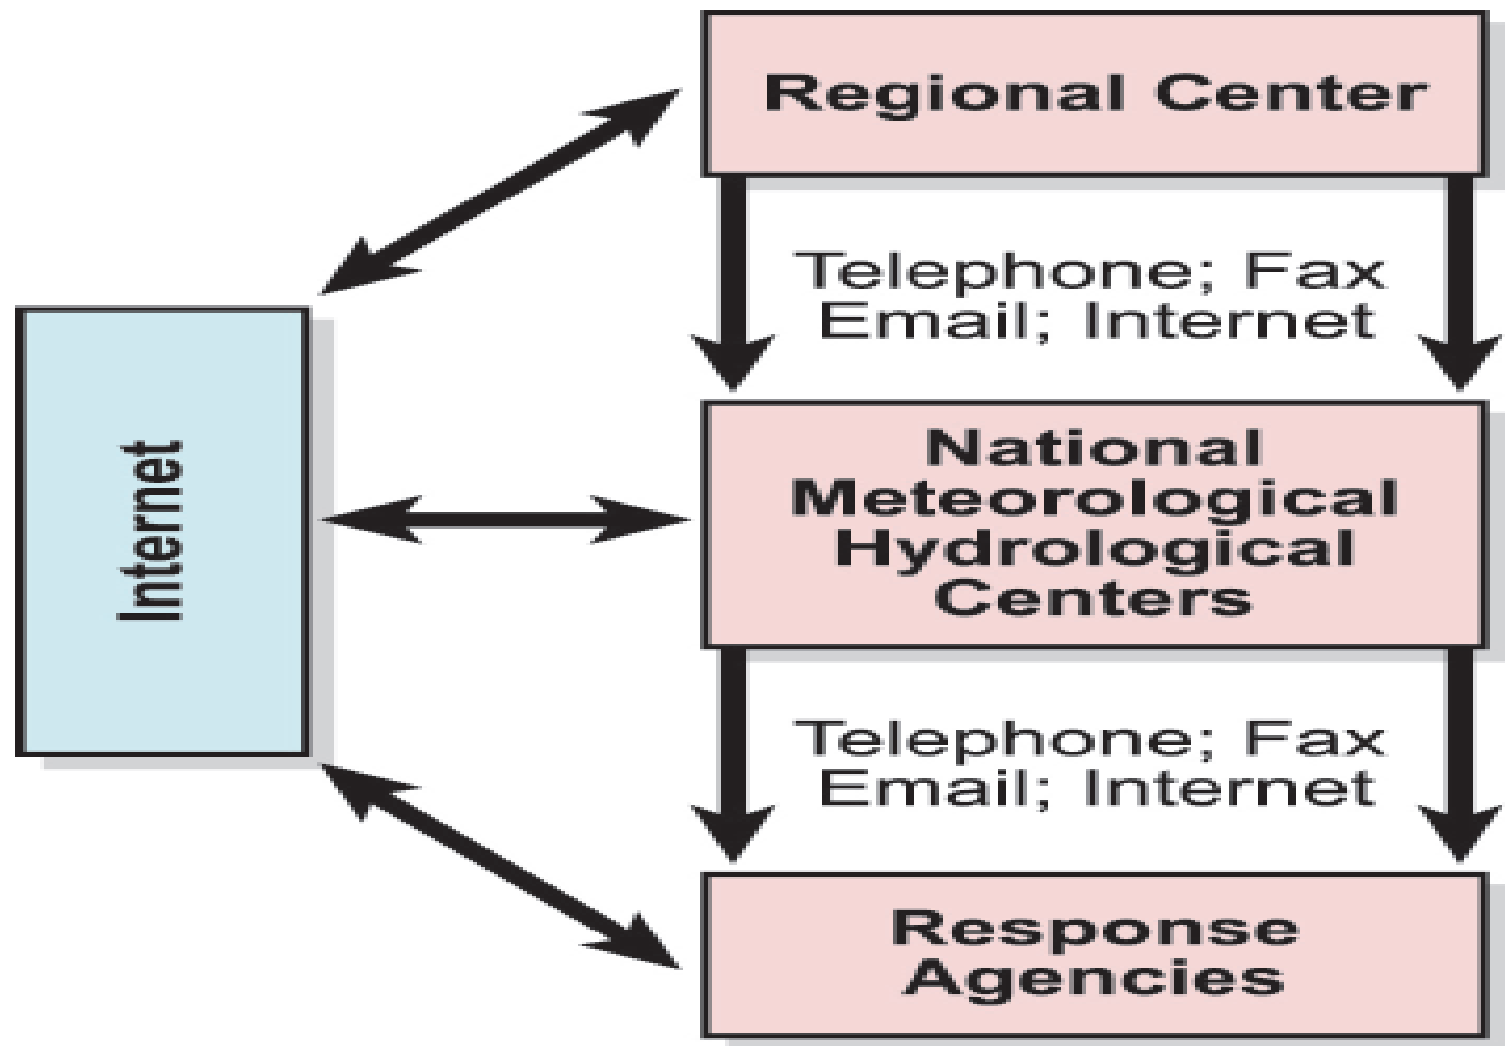 Regional Center
Telephone; Fax
Email; Internet
Internet
National
Meteorological
Hydrological
Centers
Telephone; Fax
Email; Internet
Response
Agencies